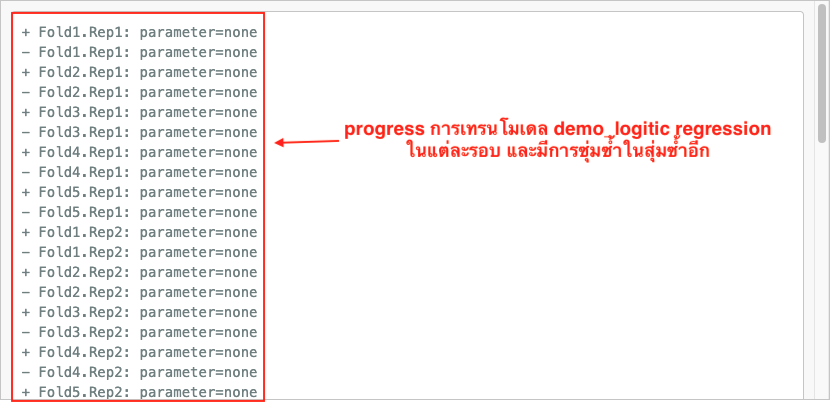 + Fold1.Rep1: parameter=none
- Fold1.Rep1: parameter=none
+ Fold2.Rep1: parameter=none
- Fold2.Rep1: parameter=none
+ Fold3.Rep1: parameter=none
- Fold3.Rep1: parameter=none
+ Fold4.Rep1: parameter=none
- Fold4.Rep1: parameter=none
+ Fold5.Rep1: parameter=none
- Fold5.Rep1: parameter=none
+ Fold1.Rep2: parameter=none
- Fold1.Rep2: parameter=none
+ Fold2.Rep2: parameter=none
- Fold2.Rep2: parameter=none
+ Fold3.Rep2: parameter=none
- Fold3.Rep2: parameter=none
+ Fold4.Rep2: parameter=none
- Fold4.Rep2: parameter=none
+ Fold5.Rep2: parameter=none
progress การเทรนโมเดล demo_logitic regression
ในแต่ละรอบ และมีการซุ่มซ้ำในสุ่มซ้ำอีก